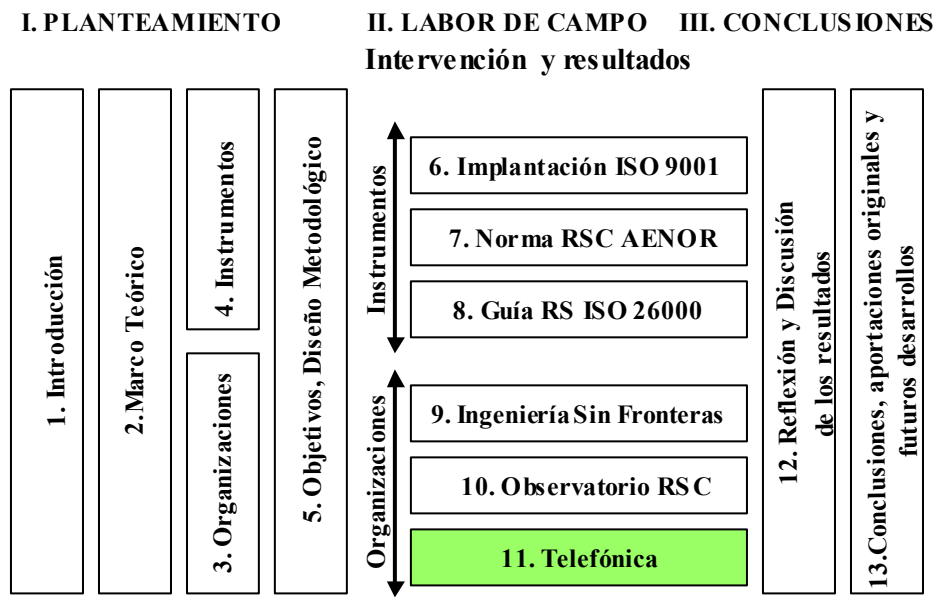 I. PLANTEAMIENTO
II. LABOR DE CAMPO
III. CONCLUSIONES
Intervención y resultados
1. Introducción
2.Marco Teórico
4. Instrumentos
3. Organizaciones
5. Objetivos, Diseño Metodológico
Instrumentos
6. Implantación ISO 9001
7. Norma RSC AENOR
8. Guía RS ISO 26000
Organizaciones
9. Ingeniería Sin Fronteras
10. Observatorio RSC
11. Telefónica
12. Reflexión y Discusión
de los resultados
13.Conclusiones, aportaciones originales y
futuros desarrollos